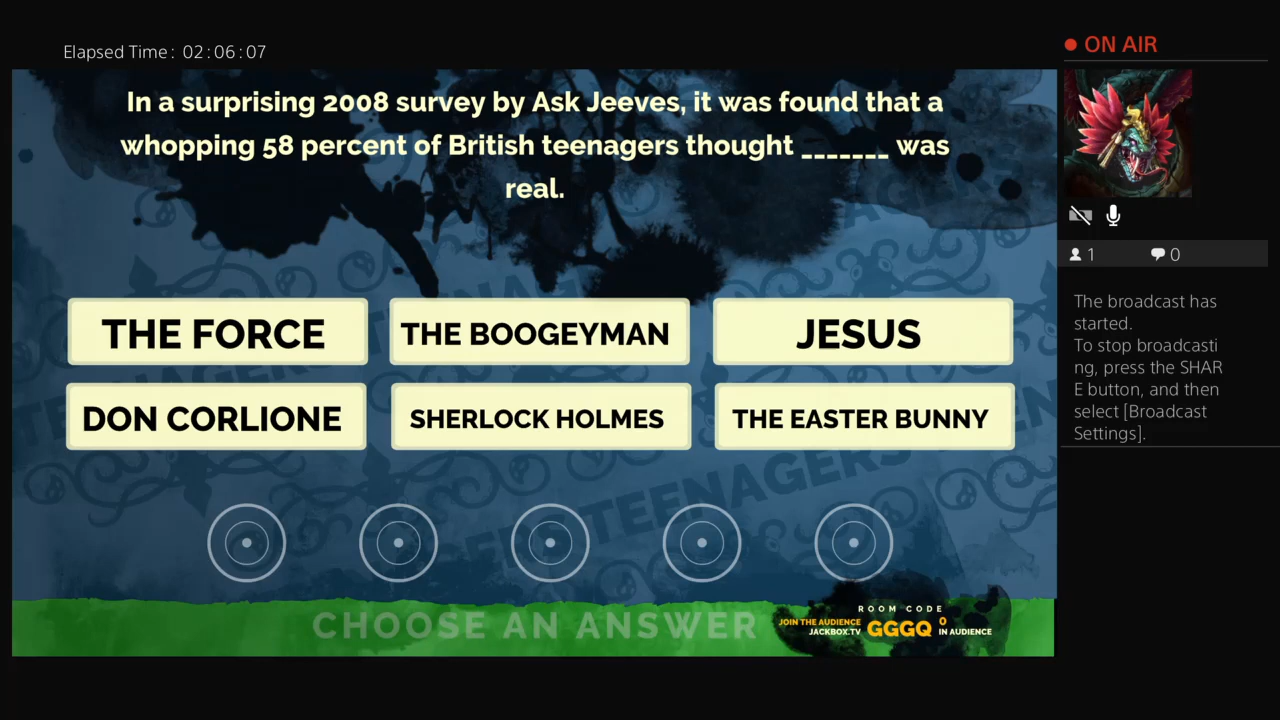 Elapsed Time: 02:06:07
ON AIR
In a surprising 2008 survey by Ask Jeeves, it was found that a
whopping 58 percent of British teenagers thought _______ was
real.
1
0
The broadcast has
started.
To stop broadcasti
ng, press the SHAR
E button, and then
select [Broadcast
Settings].
THE FORCE
THE BOOGEYMAN
JESUS
DON CORLIONE
SHERLOCK HOLMES
THE EASTER BUNNY
TEENAGERS
CHOOSE AN ANSWER
ROOM CODE
JOIN THE AUDIENCE
JACKBOX.TV
GGGQ
0
IN AUDIENCE